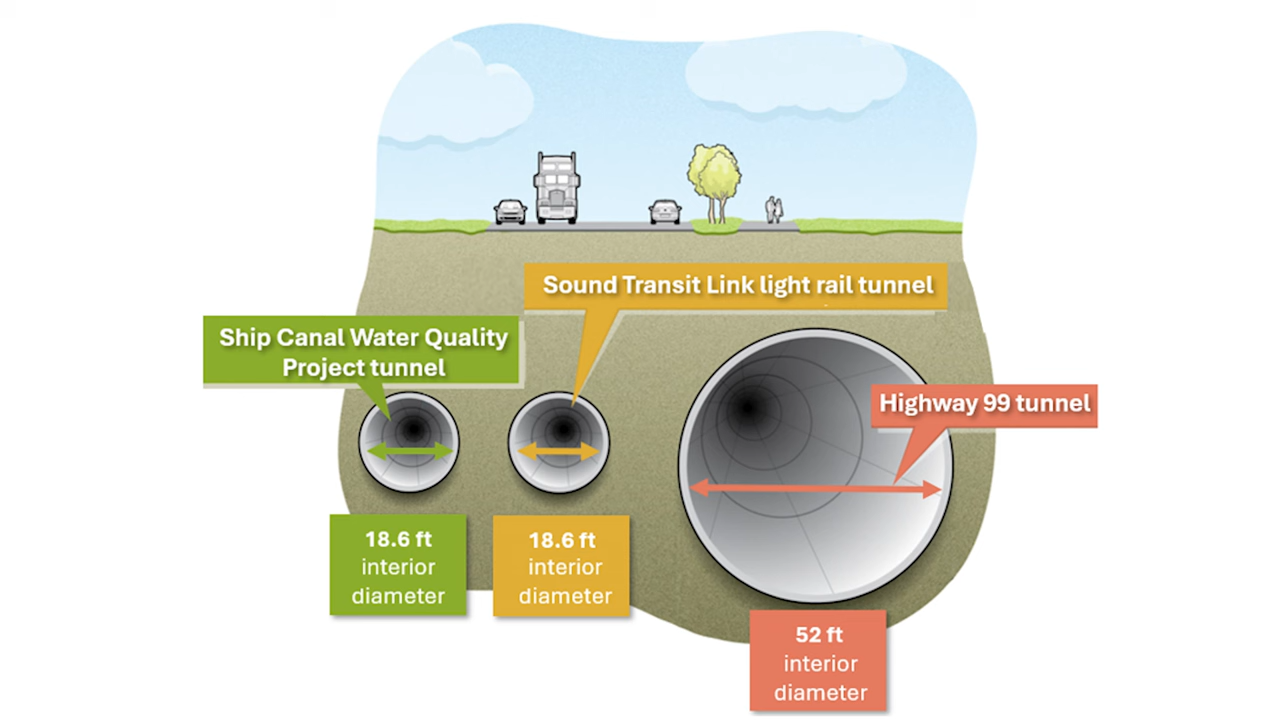 Sound Transit Link light rail tunnel
Ship Canal Water Quality
Project tunnel
Highway 99 tunnel
18.6 ft
interior
diameter
18.6 ft
interior
diameter
52 ft
interior
diameter